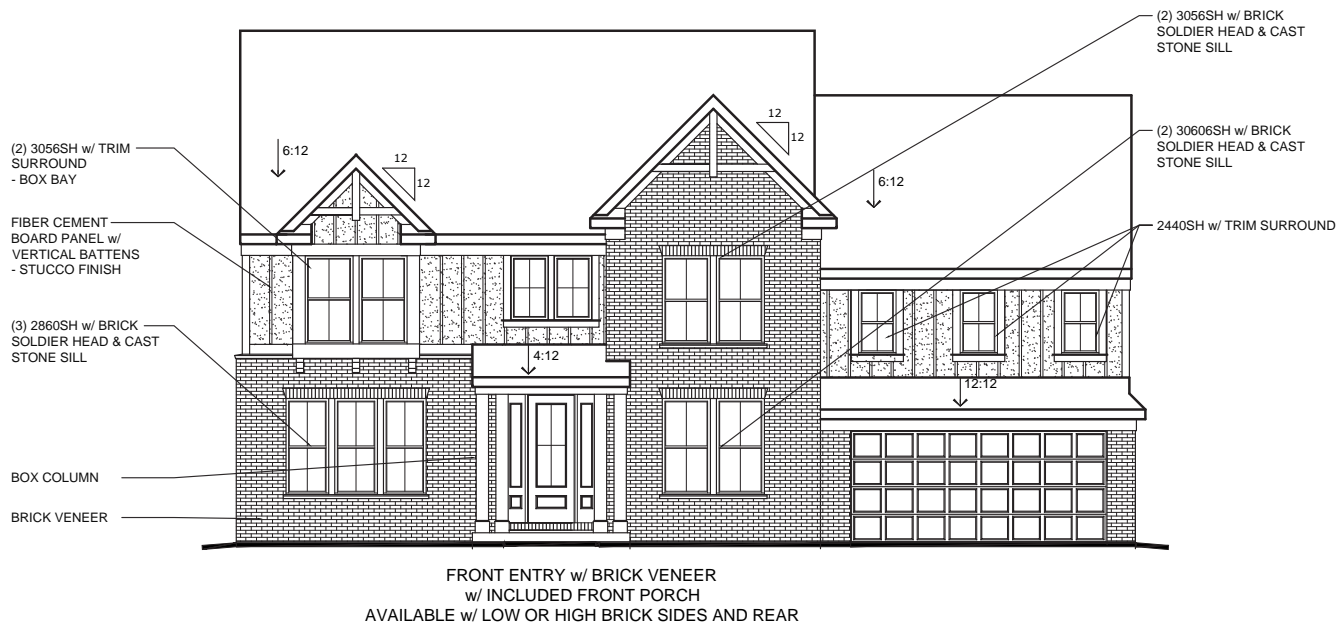 (2) 3056SH w/ BRICK
SOLDIER HEAD & CAST
STONE SILL
12
12
(2) 30606SH w/ BRICK
SOLDIER HEAD & CAST
STONE SILL
(2) 3056SH w/ TRIM
SURROUND
- BOX BAY
6:12
12
12
6:12
FIBER CEMENT
BOARD PANEL w/
VERTICAL BATTENS
- STUCCO FINISH
2440SH w/ TRIM SURROUND
(3) 2860SH w/ BRICK
SOLDIER HEAD & CAST
STONE SILL
4:12
12:12
BOX COLUMN
BRICK VENEER
FRONT ENTRY w/ BRICK VENEER
w/ INCLUDED FRONT PORCH
AVAILABLE w/ LOW OR HIGH BRICK SIDES AND REAR